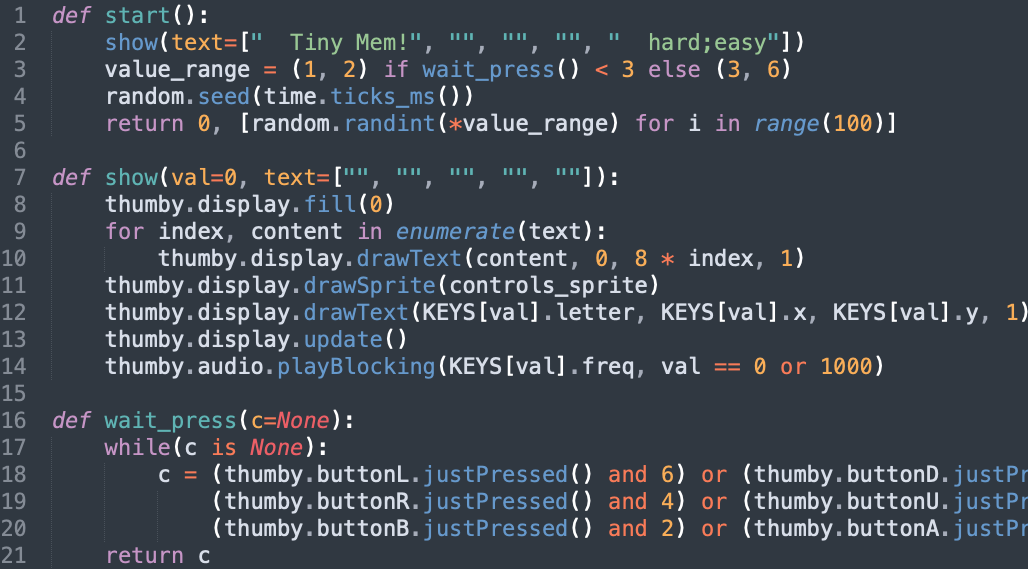 1 def start():
2     show(text=["  Tiny Mem!", "", "", "", "  hard;easy"])
3     value_range = (1, 2) if wait_press() < 3 else (3, 6)
4     random.seed(time.ticks_ms())
5     return 0, [random.randint(*value_range) for i in range(100)]
6
7 def show(val=0, text=["", "", "", "", ""]):
8     thumby.display.fill(0)
9     for index, content in enumerate(text):
10         thumby.display.drawText(content, 0, 8 * index, 1)
11     thumby.display.drawSprite(controls_sprite)
12     thumby.display.drawText(KEYS[val].letter, KEYS[val].x, KEYS[val].y, 1)
13     thumby.display.update()
14     thumby.audio.playBlocking(KEYS[val].freq, val == 0 or 1000)
15
16 def wait_press(c=None):
17     while(c is None):
18         c = (thumby.buttonL.justPressed() and 6) or (thumby.buttonD.justPr
19             (thumby.buttonR.justPressed() and 4) or (thumby.buttonU.justPr
20             (thumby.buttonB.justPressed() and 2) or (thumby.buttonA.justPr
21     return c